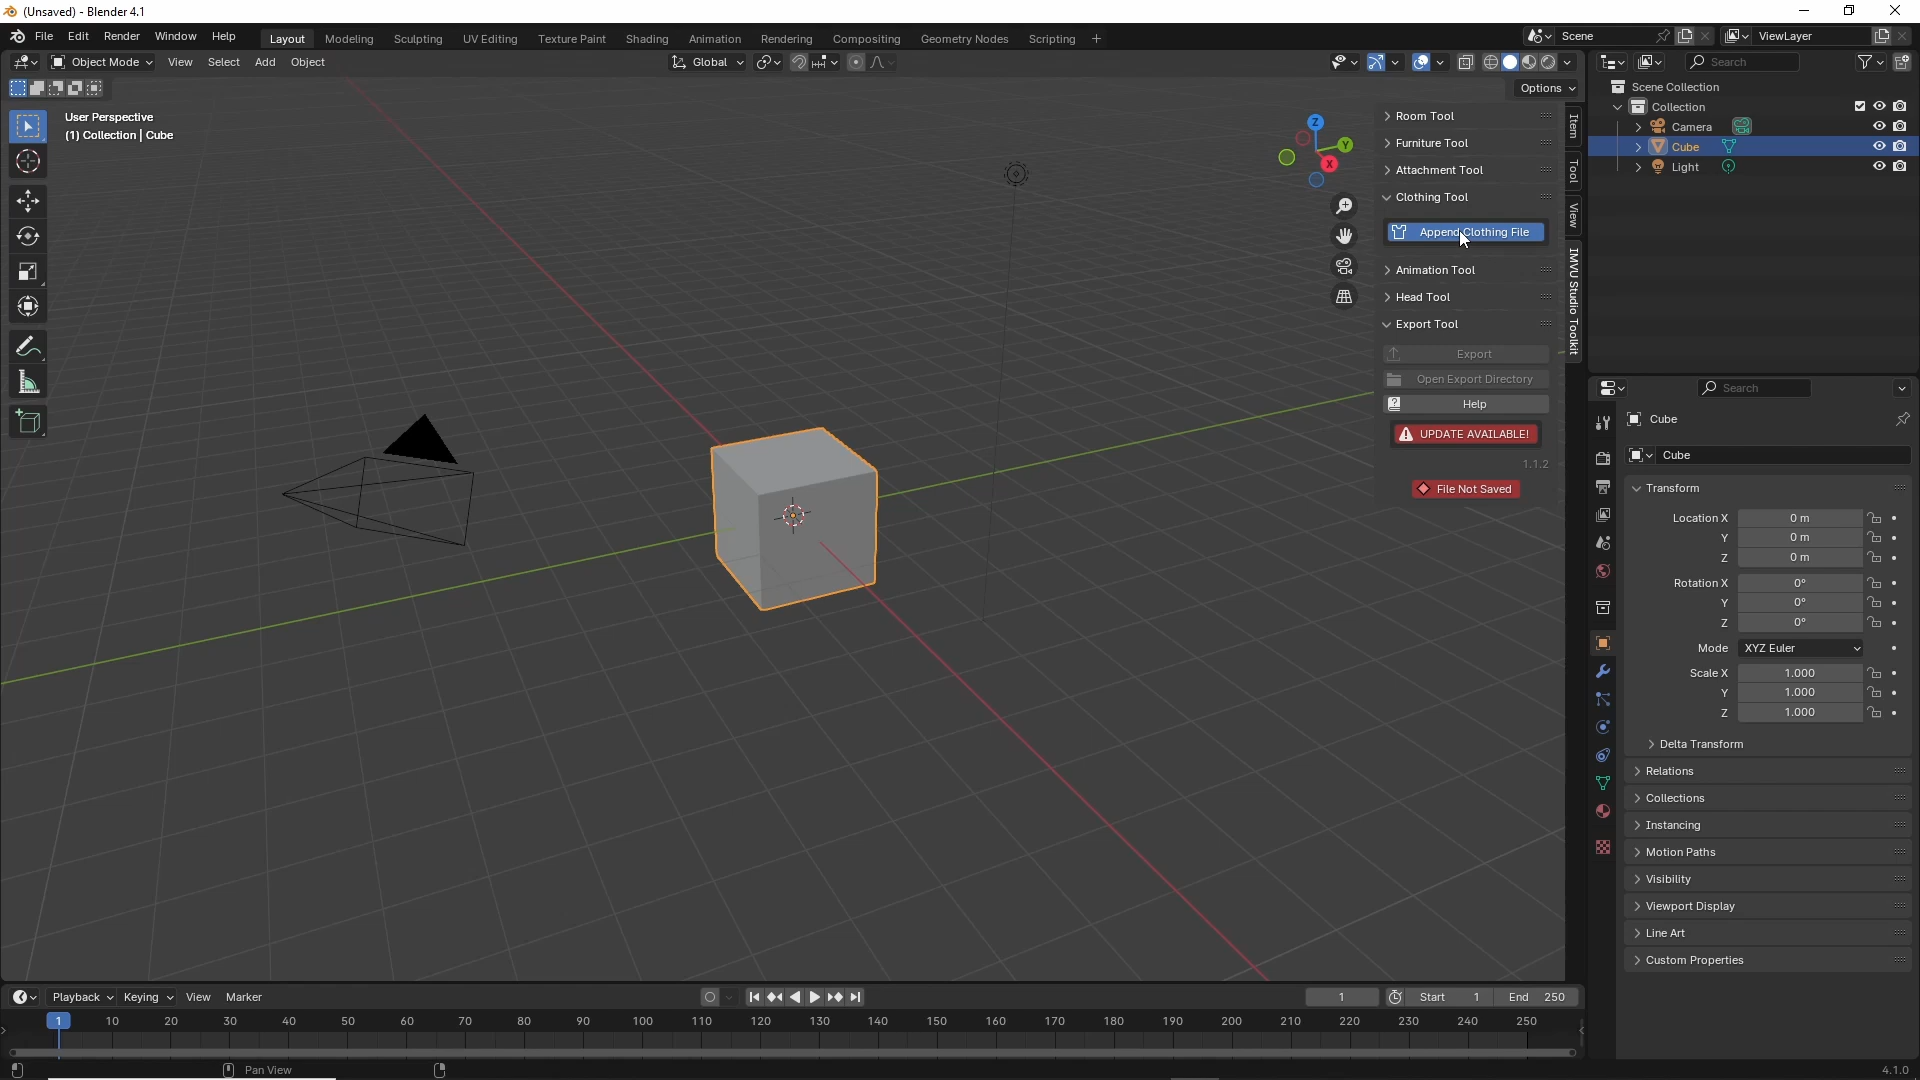 (Unsaved) - Blender 4.1
File Edit Render Window Help
Layout Modeling Sculpting UV Editing Texture Paint Shading Animation Rendering Compositing Geometry Nodes Scripting +
Scene
ViewLayer
Object Mode View Select Add Object
Global
Search
Options
User Perspective
(1) Collection | Cube
Z
Y
X
Room Tool
Furniture Tool
Attachment Tool
Clothing Tool
Append Clothing File
Animation Tool
Head Tool
Export Tool
Export
Open Export Directory
Help
UPDATE AVAILABLE!
1.1.2
File Not Saved
Item
Tool
View
IMVU Studio Toolkit
Scene Collection
Collection
Camera
Cube
Light
Search
Cube
Cube
Transform
Location X 0 m
Y 0 m
Z 0 m
Rotation X 0°
Y 0°
Z 0°
Mode XYZ Euler
Scale X 1.000
Y 1.000
Z 1.000
Delta Transform
Relations
Collections
Instancing
Motion Paths
Visibility
Viewport Display
Line Art
Custom Properties
Playback Keying View Marker
1 Start 1 End 250
1 10 20 30 40 50 60 70 80 90 100 110 120 130 140 150 160 170 180 190 200 210 220 230 240 250
Pan View
4.1.0